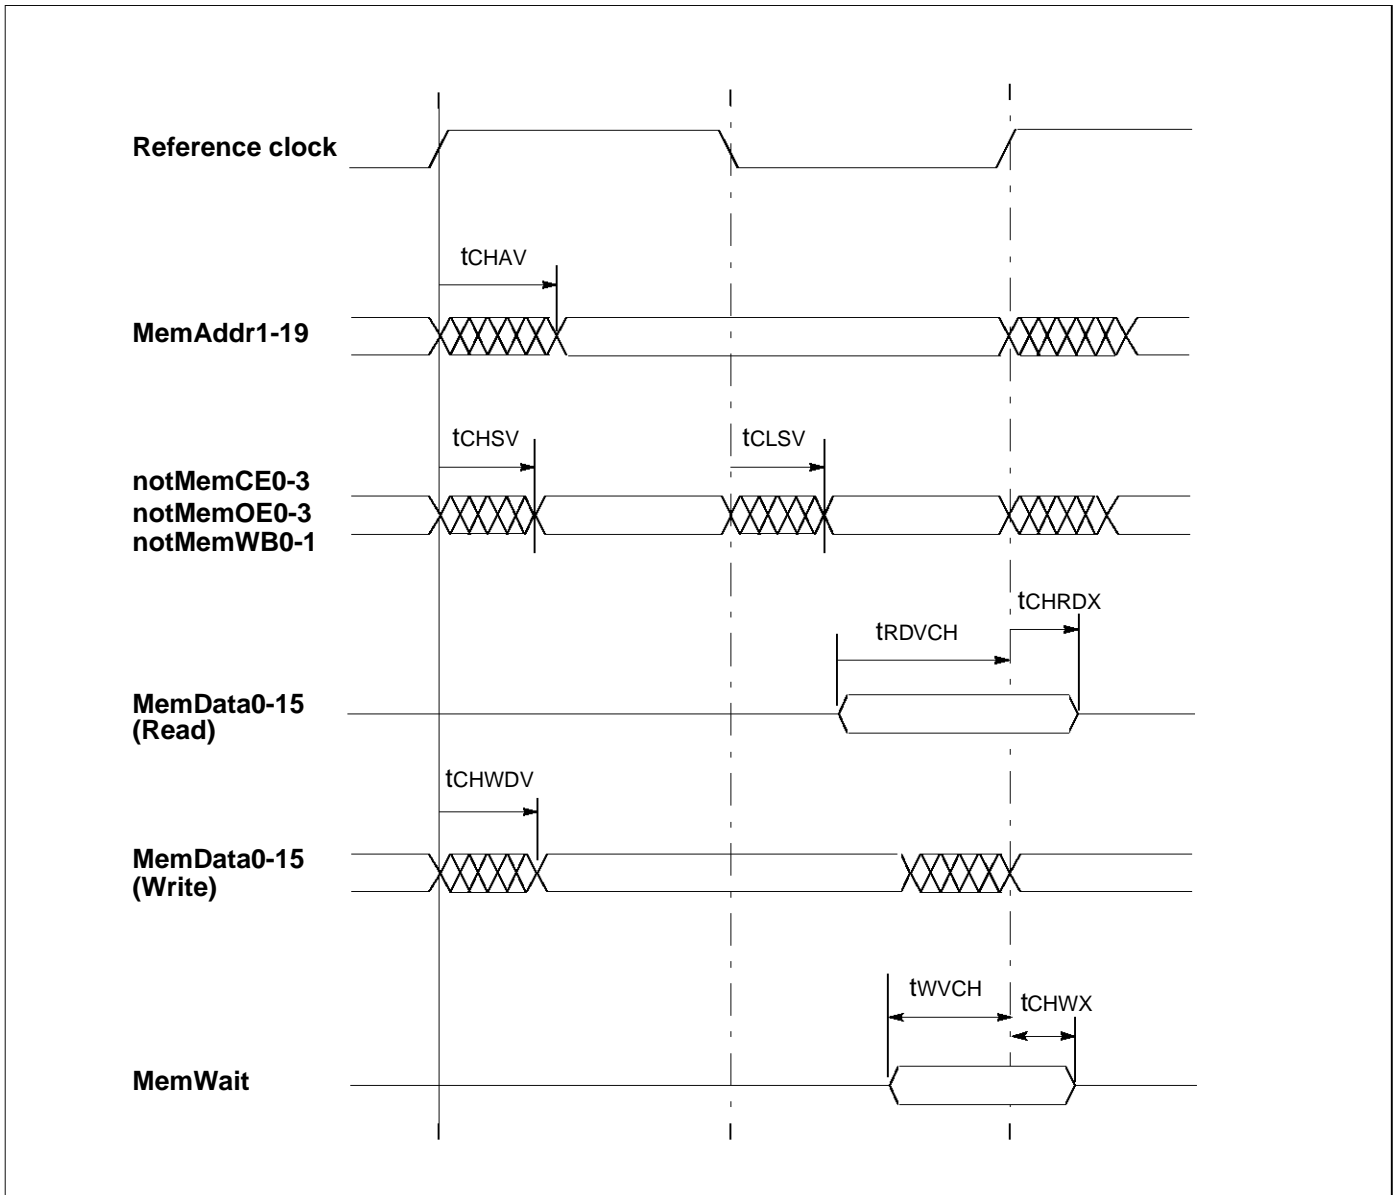 Reference clock
tCHAV
MemAddr1-19
tCHSV
tCLSV
notMemCE0-3
notMemOE0-3
notMemWB0-1
tCHRDX
tRDVCH
MemData0-15
(Read)
tCHWDV
MemData0-15
(Write)
tWVCH
tCHWX
MemWait